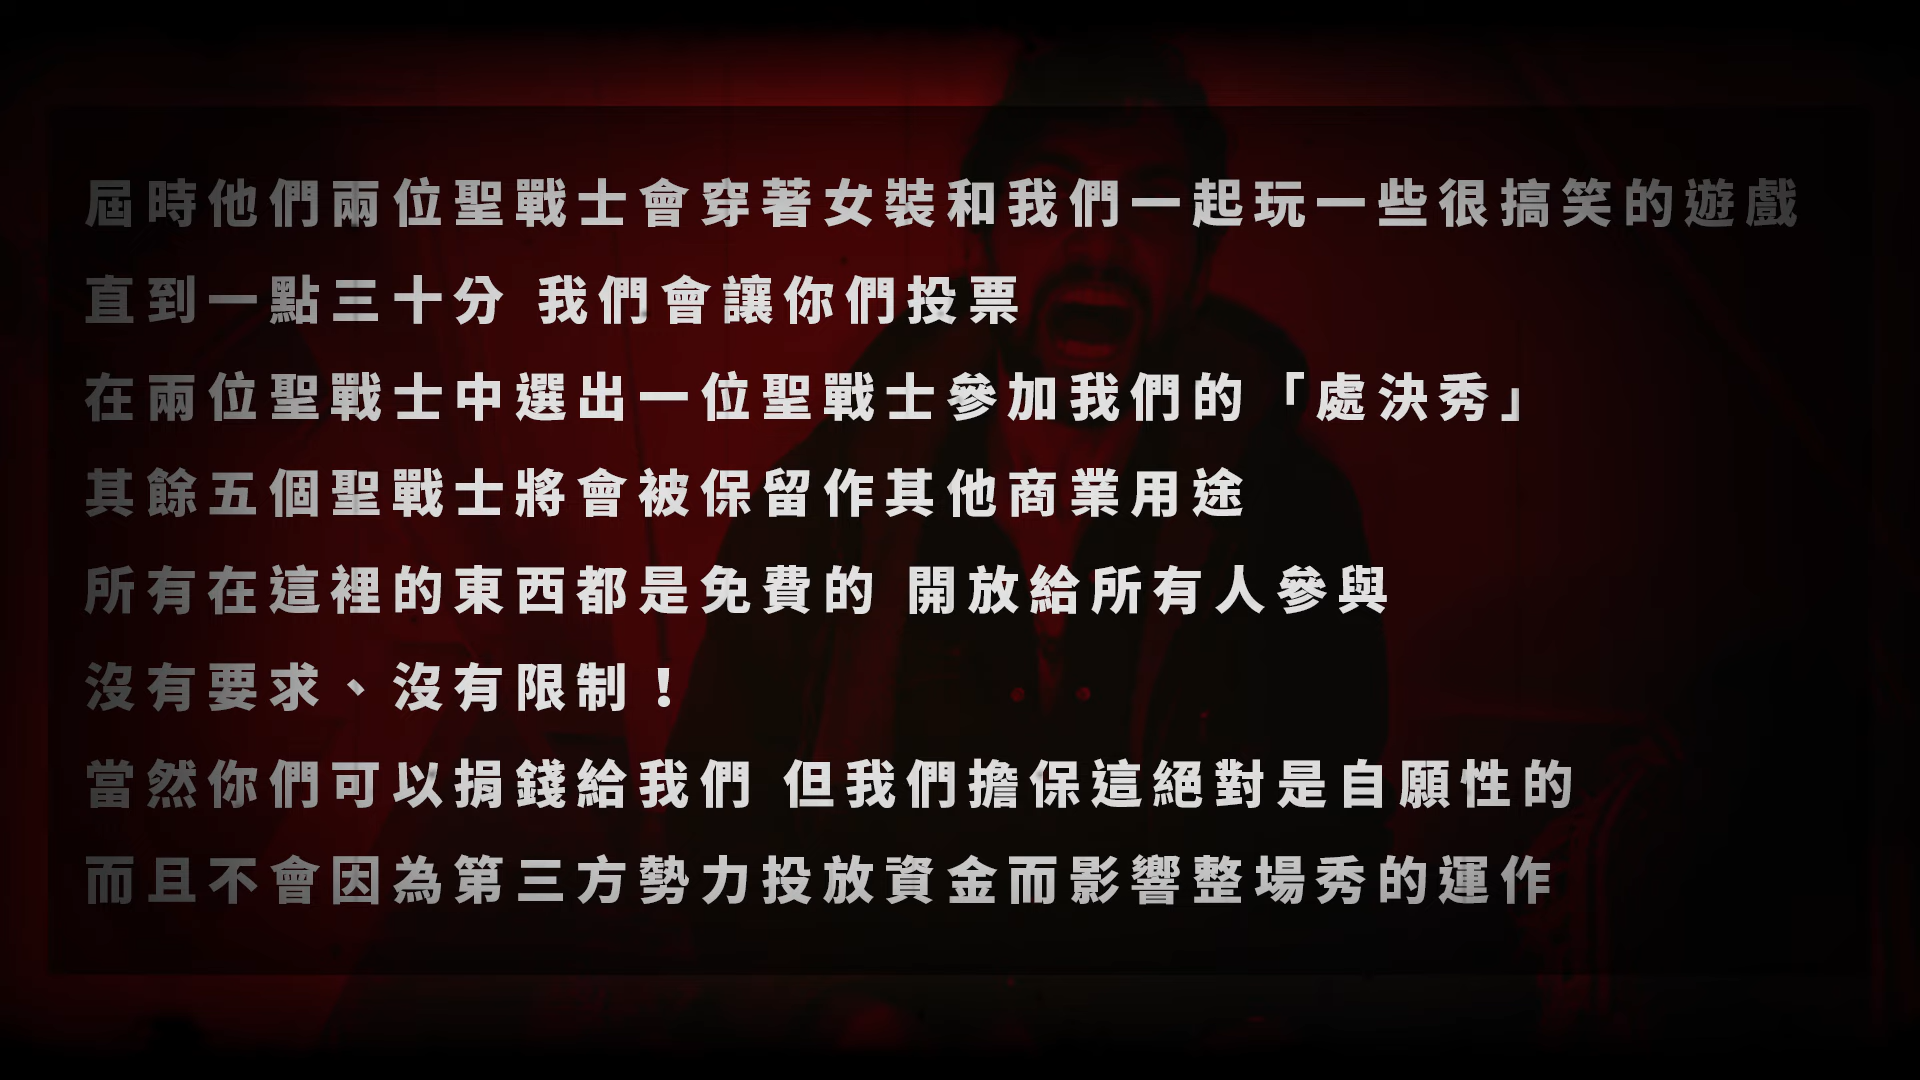 屆時他們兩位聖戰士會穿著女裝和我們一起玩一些很搞笑的遊戲
直到一點三十分 我們會讓你們投票
在兩位聖戰士中選出一位聖戰士參加我們的「處決秀」
其餘五個聖戰士將會被保留作其他商業用途
所有在這裡的東西都是免費的 開放給所有人參與
沒有要求、沒有限制！
當然你們可以捐錢給我們 但我們擔保這絕對是自願性的
而且不會因為第三方勢力投放資金而影響整場秀的運作